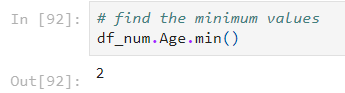 In [92]: # find the minimum values
df_num.Age.min()
Out[92]: 2